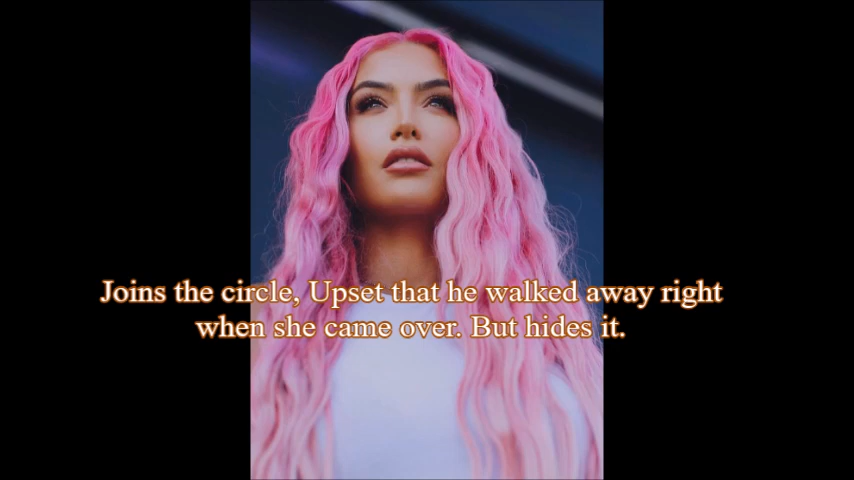 Joins the circle, Upset that he walked away right
when she came over. But hides it.